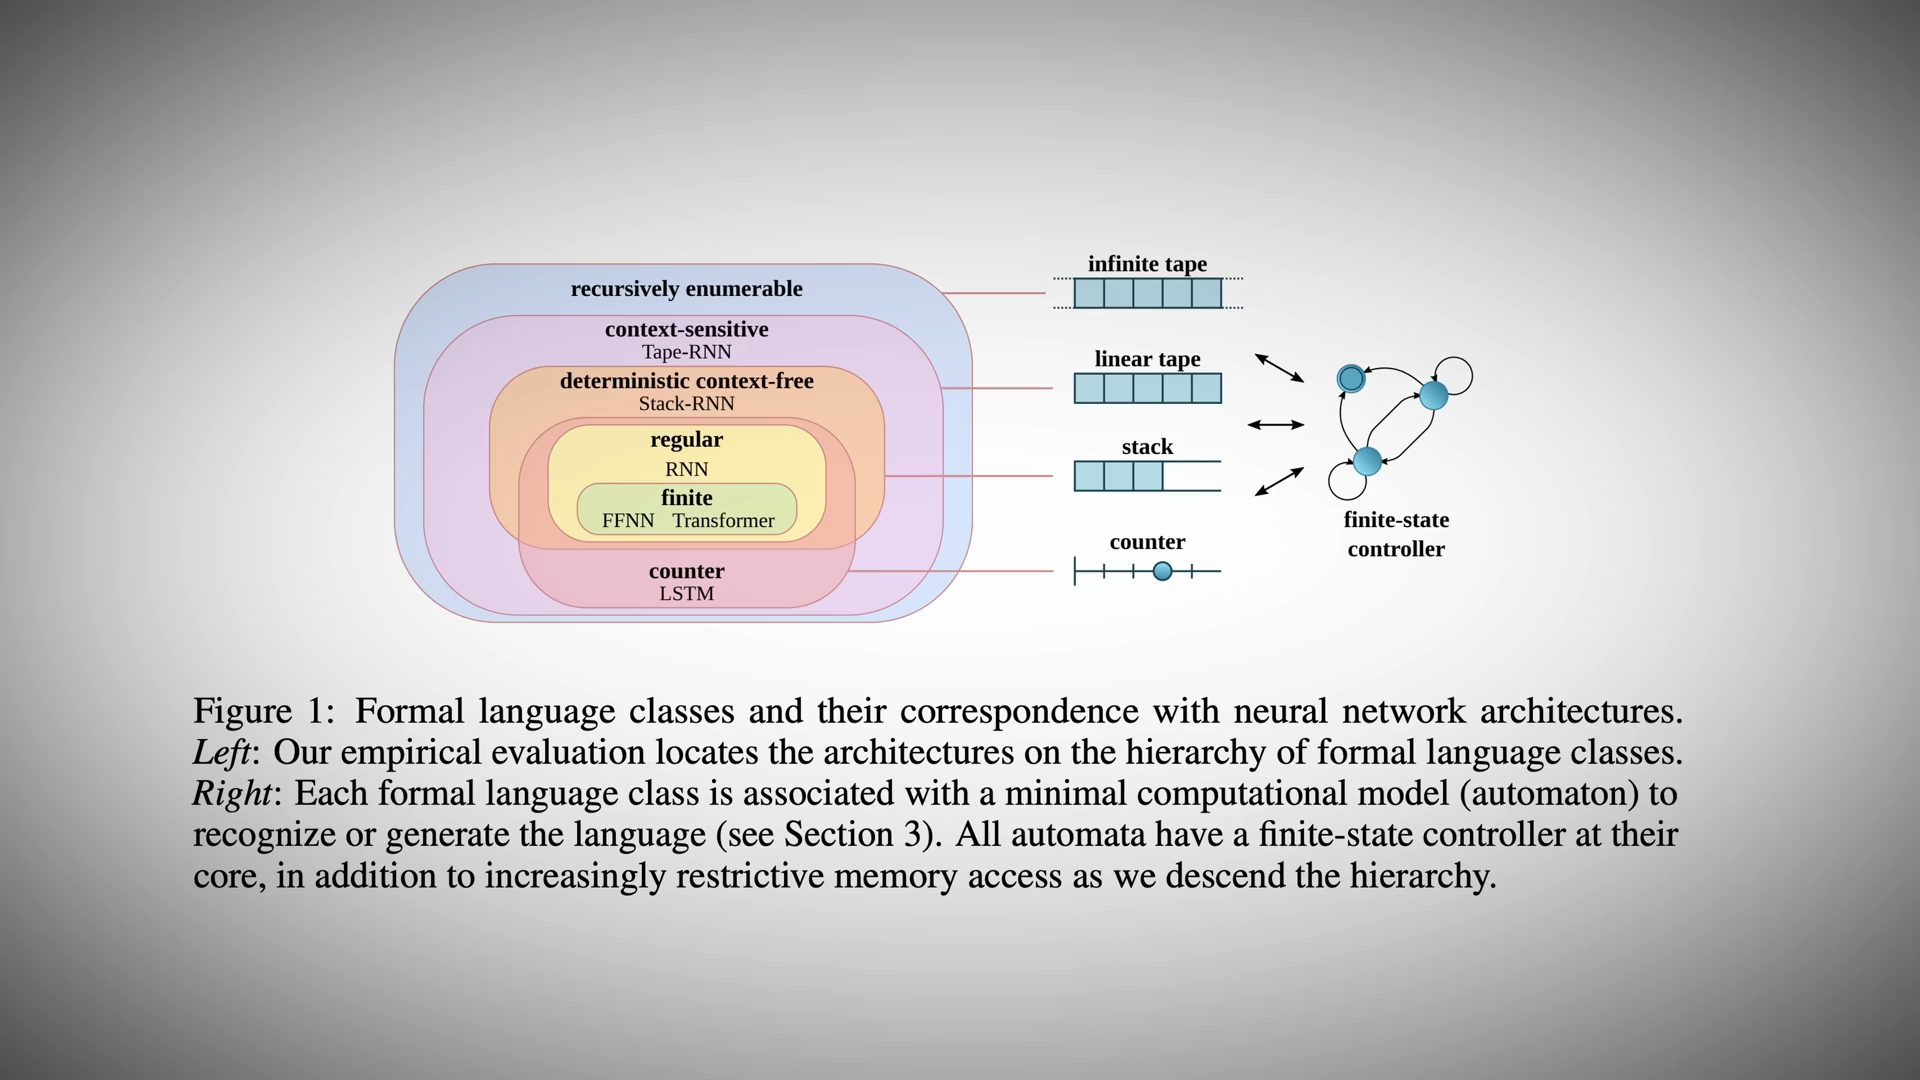 recursively enumerable
context-sensitive
Tape-RNN
deterministic context-free
Stack-RNN
regular
RNN
finite
FFNN Transformer
counter
LSTM
infinite tape
linear tape
stack
counter
finite-state
controller
Figure 1: Formal language classes and their correspondence with neural network architectures.
Left: Our empirical evaluation locates the architectures on the hierarchy of formal language classes.
Right: Each formal language class is associated with a minimal computational model (automaton) to
recognize or generate the language (see Section 3). All automata have a finite-state controller at their
core, in addition to increasingly restrictive memory access as we descend the hierarchy.